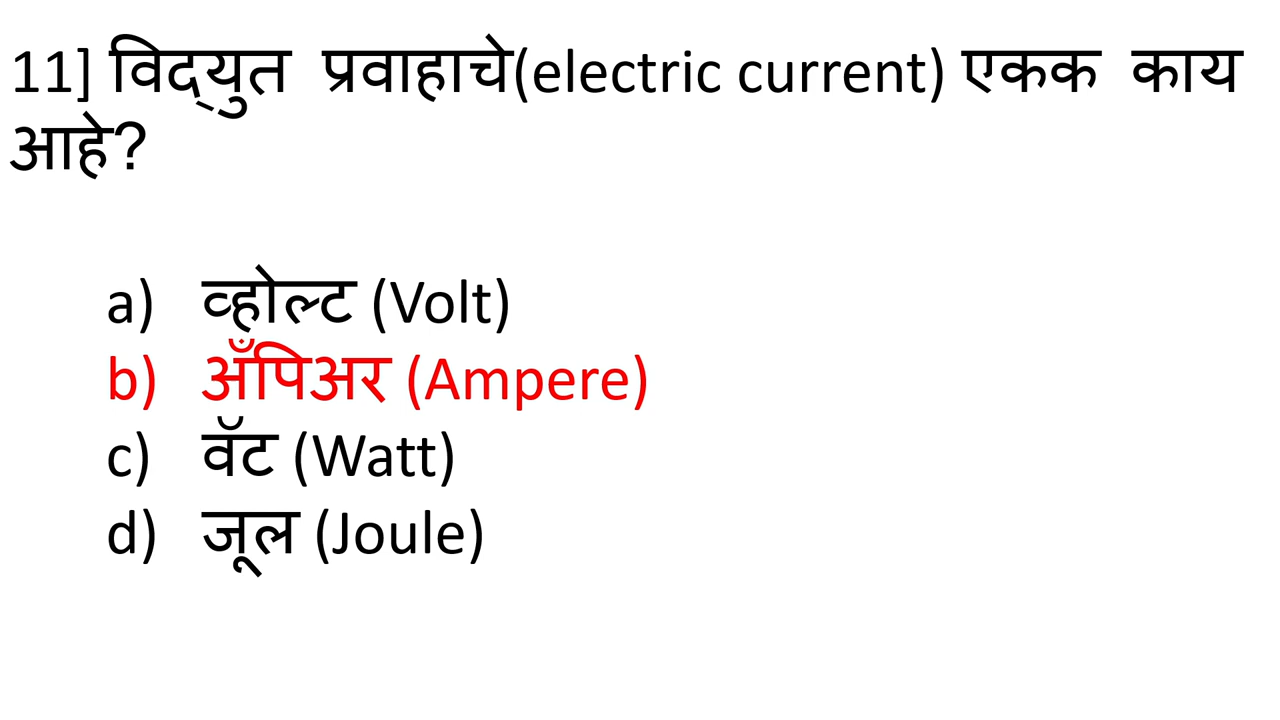 11] विद्‌युत प्रवाहाचे(electric current) एकक काय
आहे?
a) व्होल्ट (Volt)
b) अँपिअर (Ampere)
c) वॅट (Watt)
d) जूल (Joule)